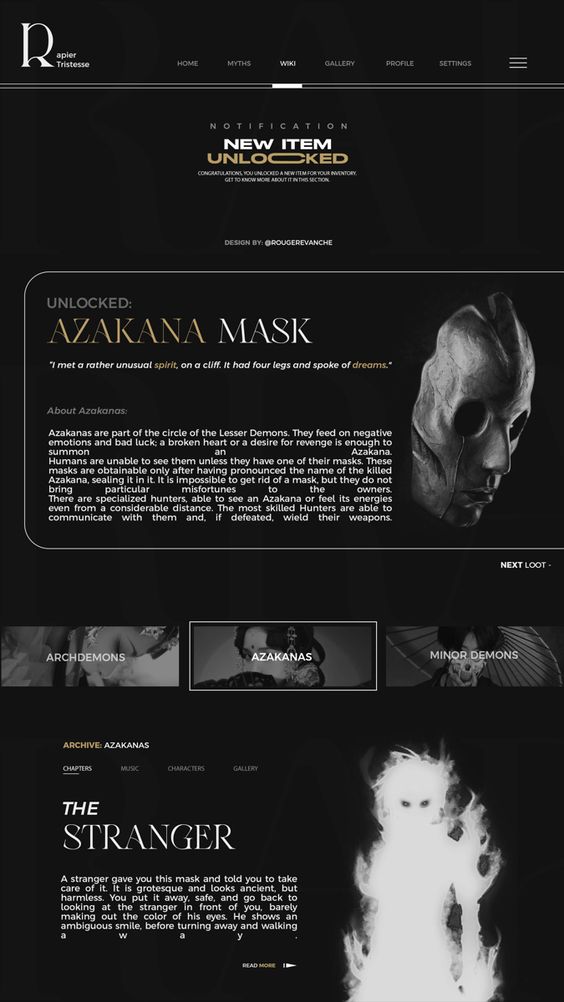 R
apier
Tristesse
HOME MYTHS WIKI GALLERY PROFILE SETTINGS
NOTIFICATION
NEW ITEM
UNLOCKED
CONGRATULATIONS, YOU UNLOCKED A NEW ITEM FOR YOUR INVENTORY.
GET TO KNOW MORE ABOUT IT IN THIS SECTION.
DESIGN BY: @ROUGEREVANCHE
UNLOCKED:
AZAKANA MASK
"I met a rather unusual spirit, on a cliff. It had four legs and spoke of dreams."
About Azakanas:
Azakanas are part of the circle of the Lesser Demons. They feed on negative
emotions and bad luck; a broken heart or a desire for revenge is enough to
summon an Azakana.
Humans are unable to see them unless they have one of their masks. These
masks are obtainable only after having pronounced the name of the killed
Azakana, sealing it in it. It is impossible to get rid of a mask, but they do not
bring particular misfortunes to the owners.
There are specialized hunters, able to see an Azakana or feel its energies
even from a considerable distance. The most skilled Hunters are able to
communicate with them and, if defeated, wield their weapons.
NEXT LOOT -
ARCHDEMONS AZAKANAS MINOR DEMONS
ARCHIVE: AZAKANAS
CHAPTERS MUSIC CHARACTERS GALLERY
THE
STRANGER
A stranger gave you this mask and told you to take
care of it. It is grotesque and looks ancient, but
harmless. You put it away, safe, and go back to
looking at the stranger in front of you, barely
making out the color of his eyes. He shows an
ambiguous smile, before turning away and walking
away.
READ MORE